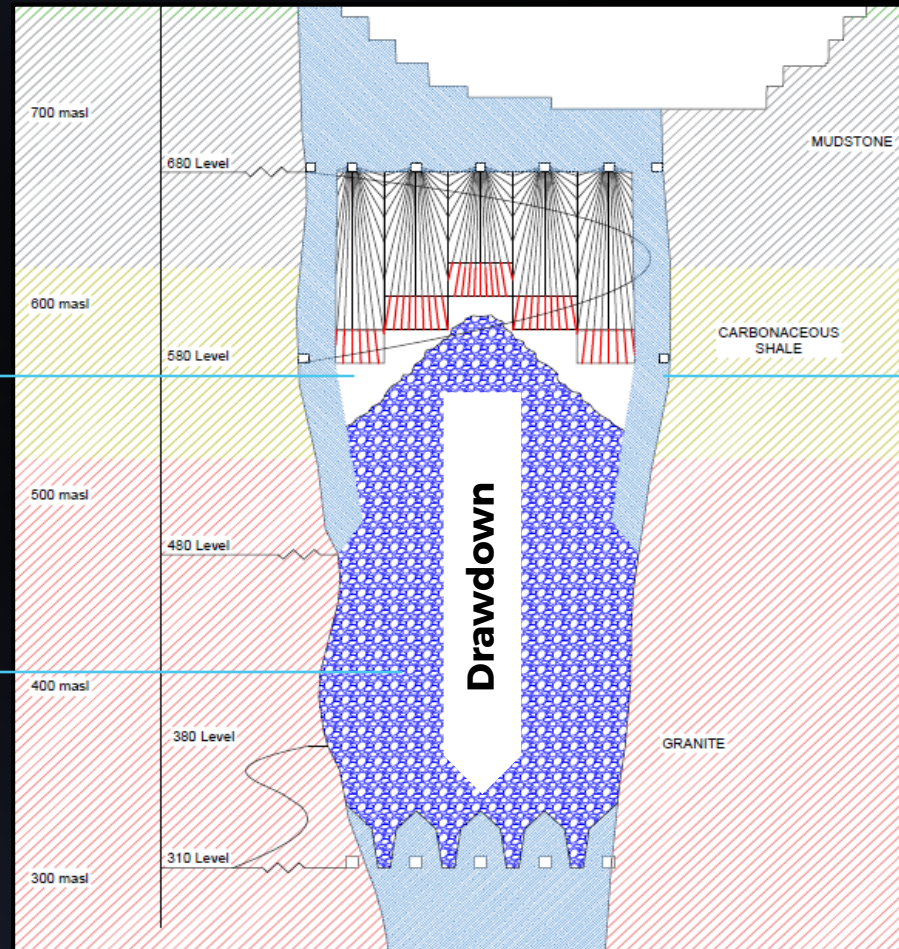 700 masl
MUDSTONE
680 Level
600 masl
CARBONACEOUS
SHALE
580 Level
500 masl
Drawdown
480 Level
400 masl
380 Level
GRANITE
310 Level
300 masl